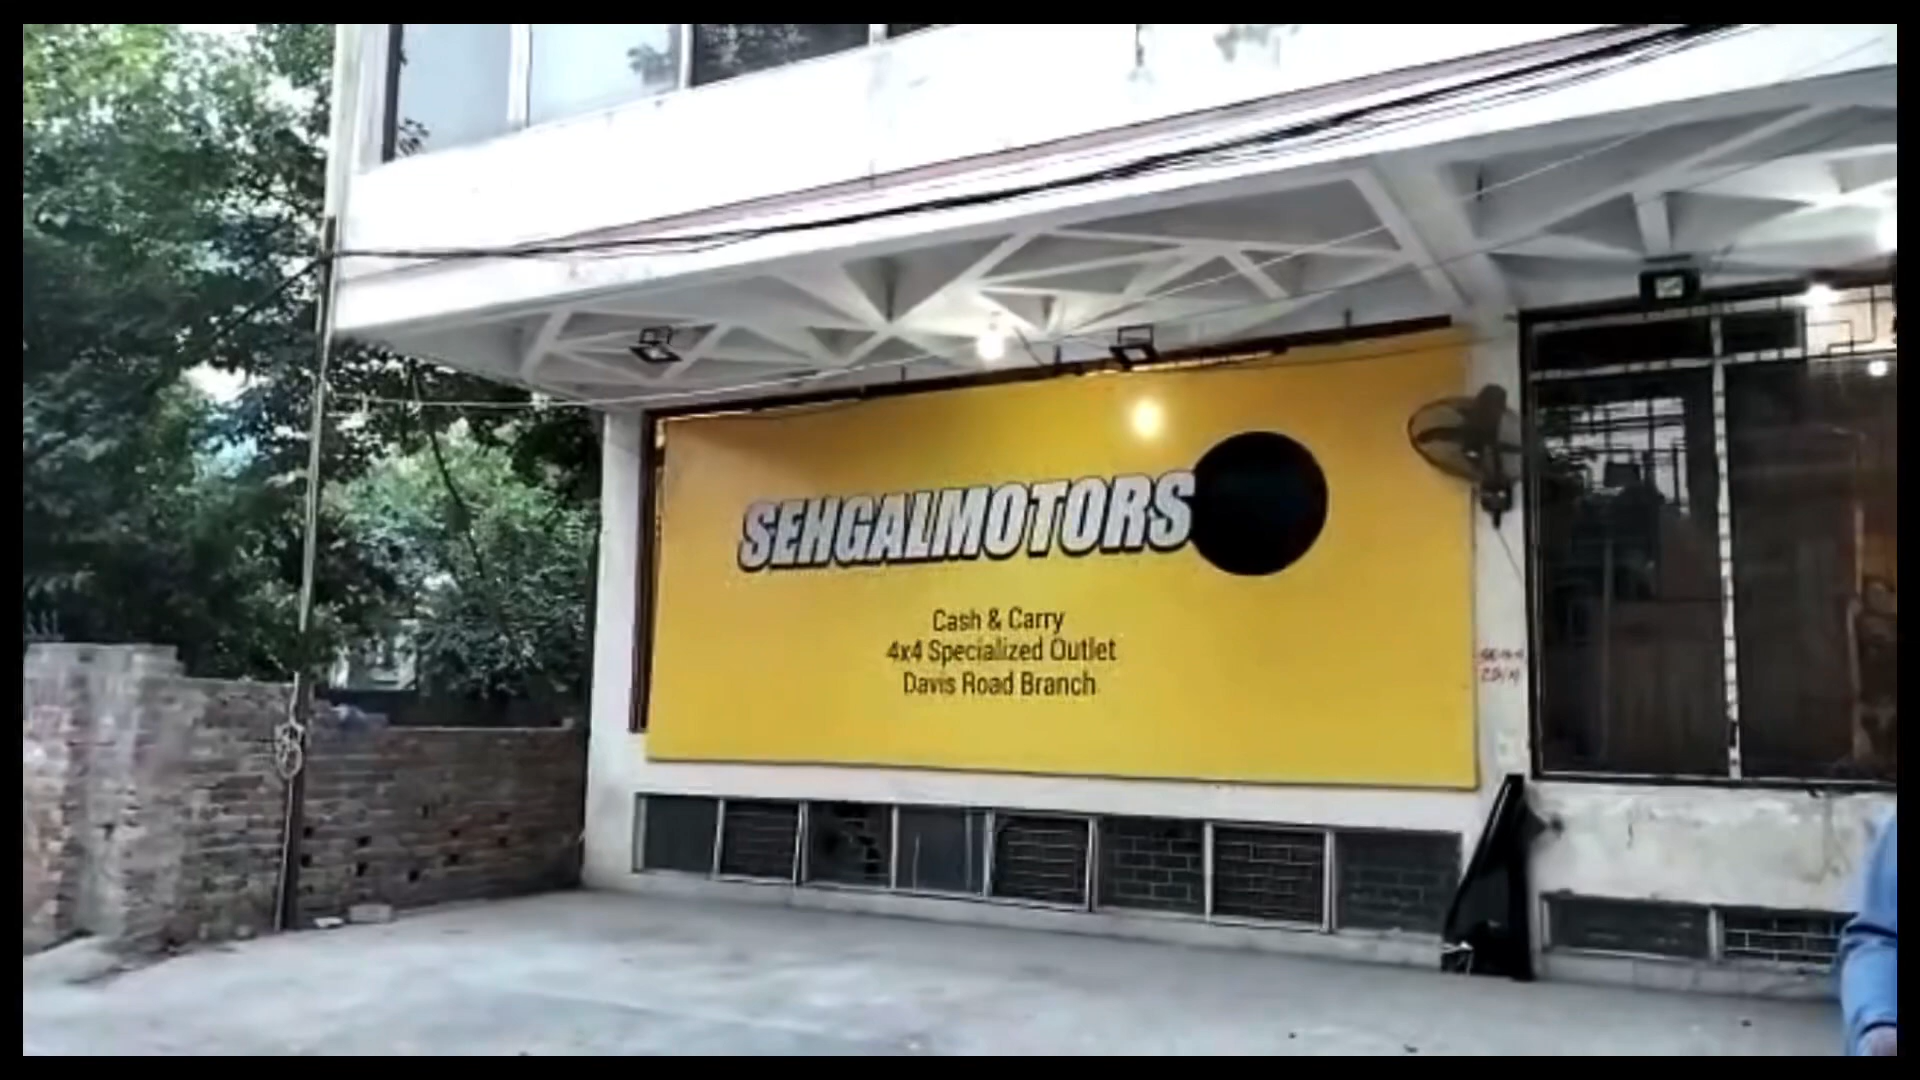 SEHGALMOTORS
Cash & Carry
4x4 Specialized Outlet
Davis Road Branch